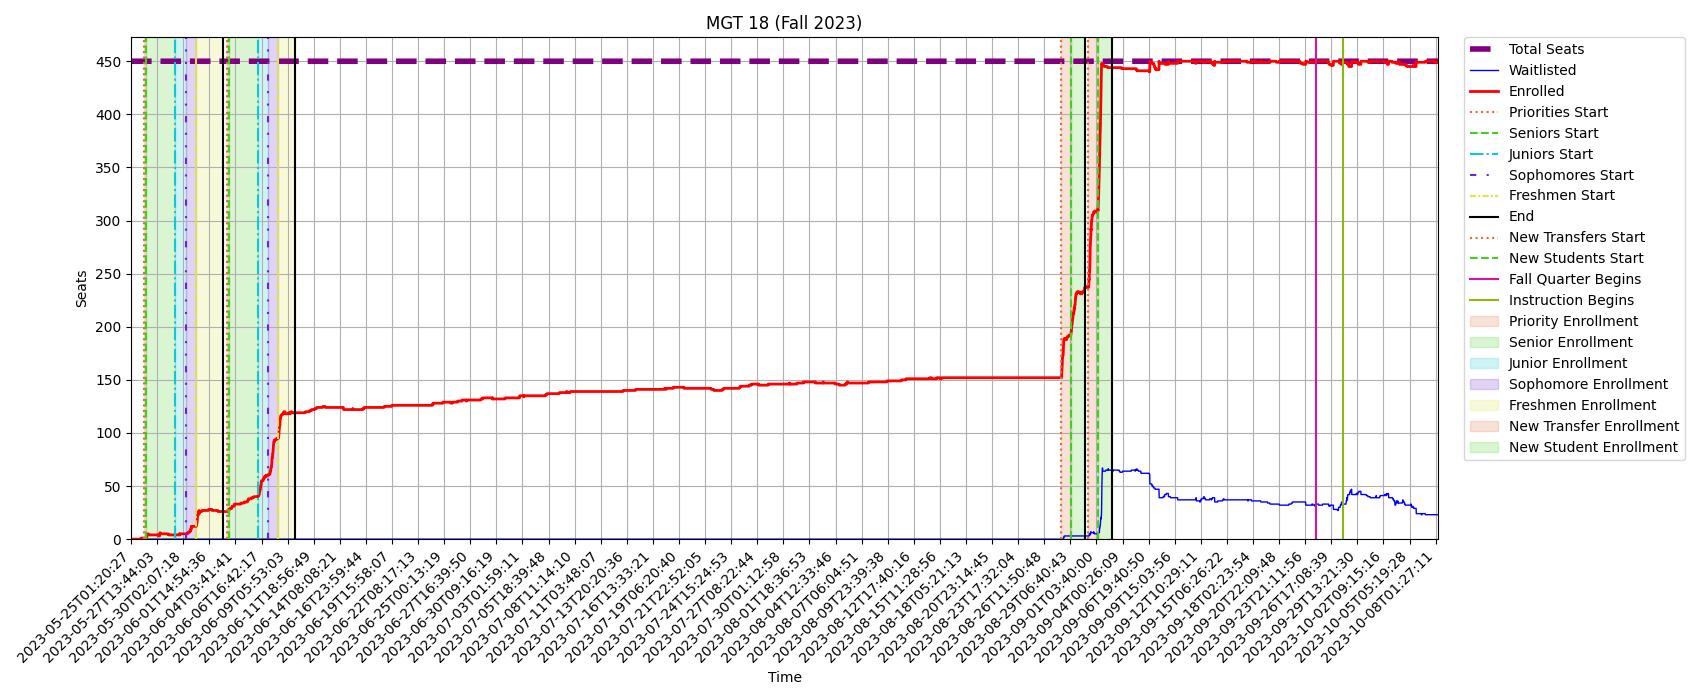 MGT 18 (Fall 2023)
Seats
450
400
350
300
250
200
150
100
50
0
2023-05-25T01:20:27
2023-05-27T13:44:03
2023-05-30T02:07:18
2023-06-01T14:54:36
2023-06-04T03:41:41
2023-06-06T16:42:17
2023-06-09T05:53:03
2023-06-11T18:56:49
2023-06-14T08:08:21
2023-06-16T23:59:44
2023-06-19T15:58:07
2023-06-22T08:17:13
2023-06-25T00:13:19
2023-06-27T16:39:50
2023-06-30T09:16:19
2023-07-03T01:59:11
2023-07-05T18:39:48
2023-07-08T11:14:10
2023-07-11T03:48:07
2023-07-13T20:20:36
2023-07-16T13:33:21
2023-07-19T06:20:40
2023-07-21T22:52:05
2023-07-24T15:24:53
2023-07-27T08:22:44
2023-07-30T01:12:58
2023-08-01T18:36:53
2023-08-04T12:33:46
2023-08-07T06:04:51
2023-08-09T23:39:38
2023-08-12T17:40:16
2023-08-15T11:28:56
2023-08-18T05:21:13
2023-08-20T23:14:45
2023-08-23T17:32:04
2023-08-26T11:50:48
2023-08-29T06:40:43
2023-09-01T03:40:00
2023-09-04T00:26:09
2023-09-06T19:40:50
2023-09-09T15:03:56
2023-09-12T10:29:11
2023-09-15T06:26:22
2023-09-18T02:23:54
2023-09-20T22:09:48
2023-09-23T21:11:56
2023-09-26T17:08:39
2023-09-29T13:21:30
2023-10-02T09:15:16
2023-10-05T05:19:28
2023-10-08T01:27:11
Time
Total Seats
Waitlisted
Enrolled
Priorities Start
Seniors Start
Juniors Start
Sophomores Start
Freshmen Start
End
New Transfers Start
New Students Start
Fall Quarter Begins
Instruction Begins
Priority Enrollment
Senior Enrollment
Junior Enrollment
Sophomore Enrollment
Freshmen Enrollment
New Transfer Enrollment
New Student Enrollment